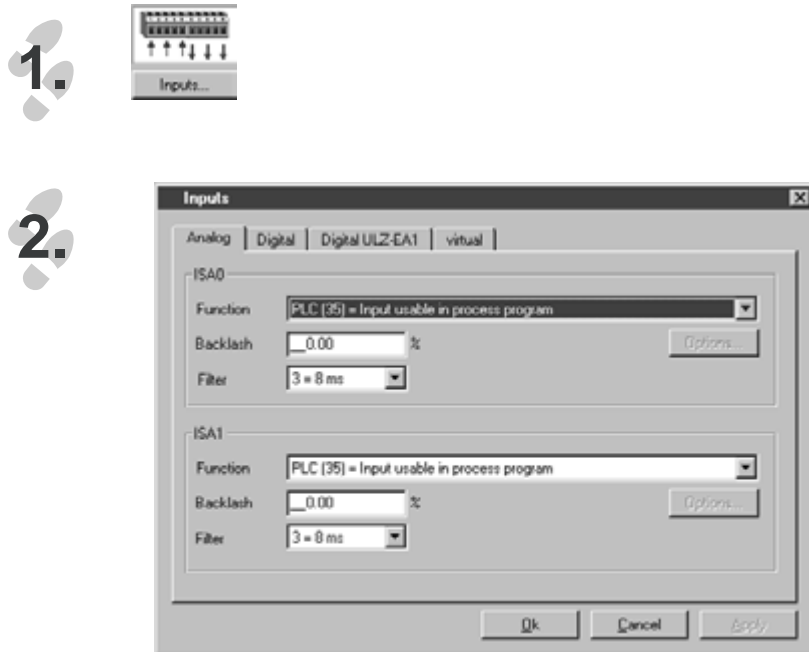 1.
Inputs...
2.
Inputs
Analog Digital Digital ULZ-EA1 virtual
ISA0
Function PLC (35) = Input usable in process program
Backlash __0.00 % Options...
Filter 3 = 8 ms
ISA1
Function PLC (35) = Input usable in process program
Backlash __0.00 % Options...
Filter 3 = 8 ms
Ok Cancel Apply